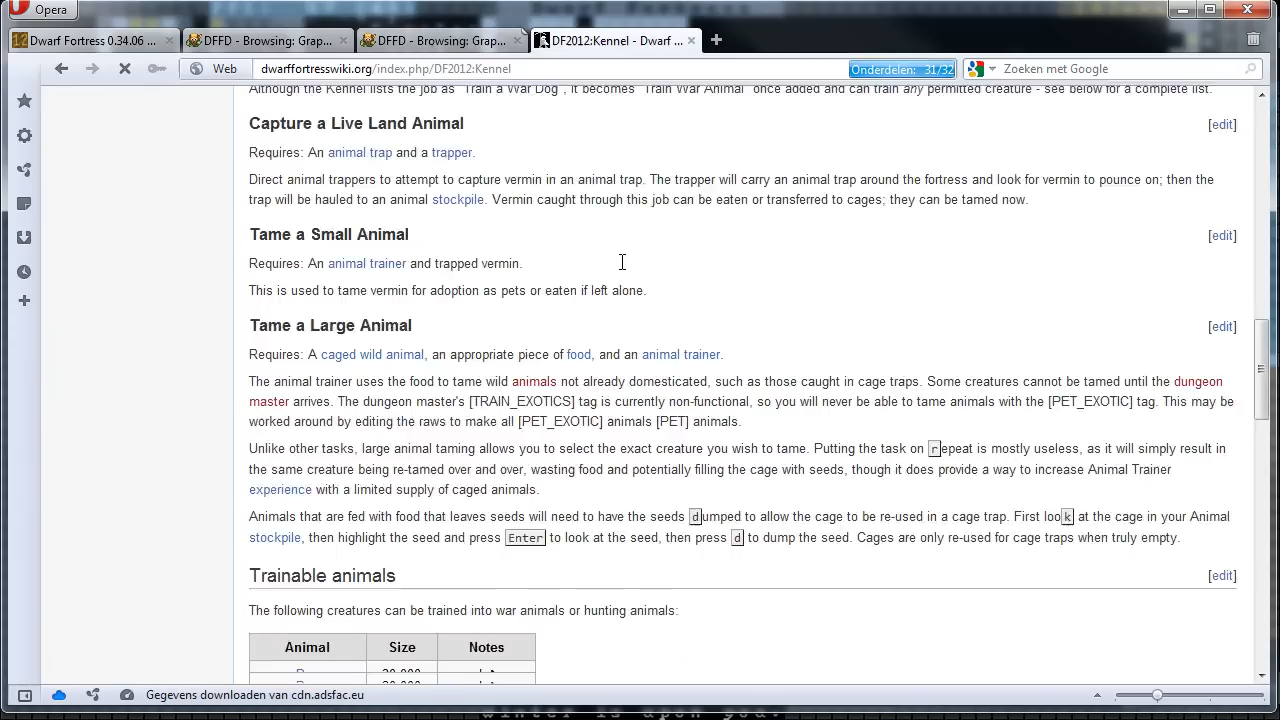 Opera
Dwarf Fortress 0.34.06 ...
DFFD - Browsing: Grap...
DFFD - Browsing: Grap...
DF2012:Kennel - Dwarf ...
Web
dwarffortresswiki.org/index.php/DF2012:Kennel
Onderdelen: 31/32
Zoeken met Google
Although the Kennel lists the job as "Train a War Dog", it becomes "Train War Animal" once added and can train any permitted creature - see below for a complete list.
Capture a Live Land Animal [edit]
Requires: An animal trap and a trapper.
Direct animal trappers to attempt to capture vermin in an animal trap. The trapper will carry an animal trap around the fortress and look for vermin to pounce on; then the
trap will be hauled to an animal stockpile. Vermin caught through this job can be eaten or transferred to cages; they can be tamed now.
Tame a Small Animal [edit]
Requires: An animal trainer and trapped vermin.
This is used to tame vermin for adoption as pets or eaten if left alone.
Tame a Large Animal [edit]
Requires: A caged wild animal, an appropriate piece of food, and an animal trainer.
The animal trainer uses the food to tame wild animals not already domesticated, such as those caught in cage traps. Some creatures cannot be tamed until the dungeon
master arrives. The dungeon master's [TRAIN_EXOTICS] tag is currently non-functional, so you will never be able to tame animals with the [PET_EXOTIC] tag. This may be
worked around by editing the raws to make all [PET_EXOTIC] animals [PET] animals.
Unlike other tasks, large animal taming allows you to select the exact creature you wish to tame. Putting the task on repeat is mostly useless, as it will simply result in
the same creature being re-tamed over and over, wasting food and potentially filling the cage with seeds, though it does provide a way to increase Animal Trainer
experience with a limited supply of caged animals.
Animals that are fed with food that leaves seeds will need to have the seeds dumped to allow the cage to be re-used in a cage trap. First look at the cage in your Animal
stockpile, then highlight the seed and press Enter to look at the seed, then press d to dump the seed. Cages are only re-used for cage traps when truly empty.
Trainable animals [edit]
The following creatures can be trained into war animals or hunting animals:
Animal Size Notes
Gegevens downloaden van cdn.adsfac.eu
winter is upon you.